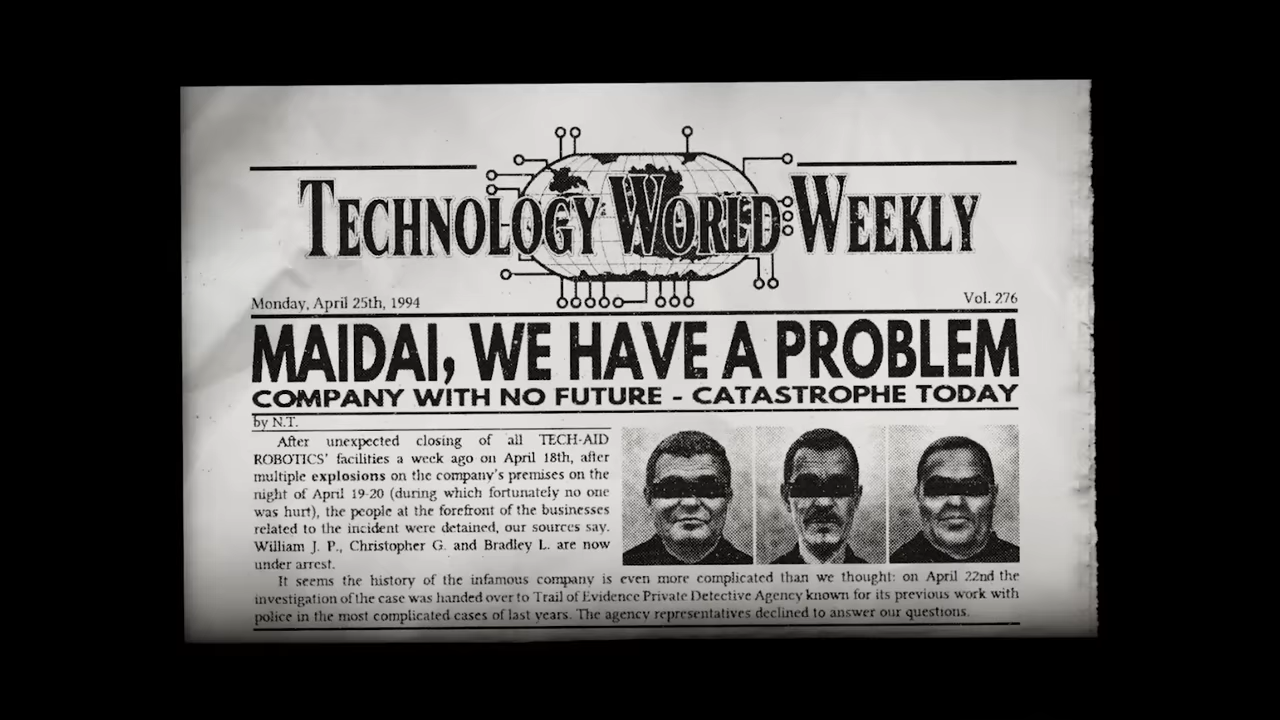 TECHNOLOGY WORLD WEEKLY
Monday, April 25th, 1994
Vol. 276
MAIDAI, WE HAVE A PROBLEM
COMPANY WITH NO FUTURE - CATASTROPHE TODAY
by N.T.
After unexpected closing of all TECH-AID
ROBOTICS' facilities a week ago on April 18th, after
multiple explosions on the company's premises on the
night of April 19-20 (during which fortunately no one
was hurt), the people at the forefront of the businesses
related to the incident were detained, our sources say.
William J. P., Christopher G. and Bradley L. are now
under arrest.
It seems the history of the infamous company is even more complicated than we thought: on April 22nd the
investigation of the case was handed over to Trail of Evidence Private Detective Agency known for its previous work with
police in the most complicated cases of last years. The agency representatives declined to answer our questions.